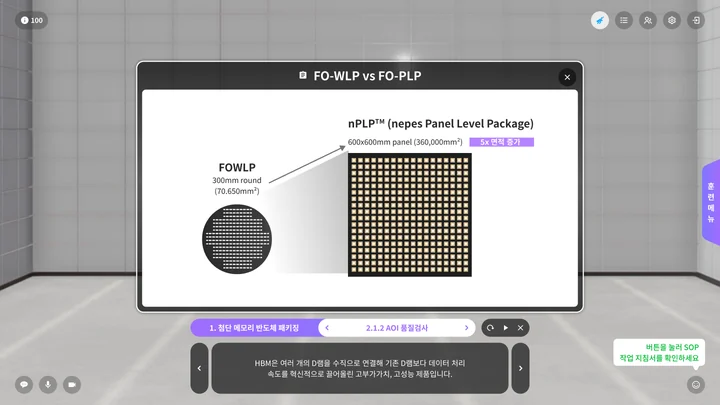 100
FO-WLP vs FO-PLP
nPLP™ (nepes Panel Level Package)
600x600mm panel (360,000mm²)
5x 면적 증가
FOWLP
300mm round
(70.650mm²)
훈련메뉴
1. 첨단 메모리 반도체 패키징
2.1.2 AOI 품질검사
HBM은 여러 개의 D램을 수직으로 연결해 기존 D램보다 데이터 처리
속도를 혁신적으로 끌어올린 고부가가치, 고성능 제품입니다.
버튼을 눌러 SOP
작업 지침서를 확인하세요